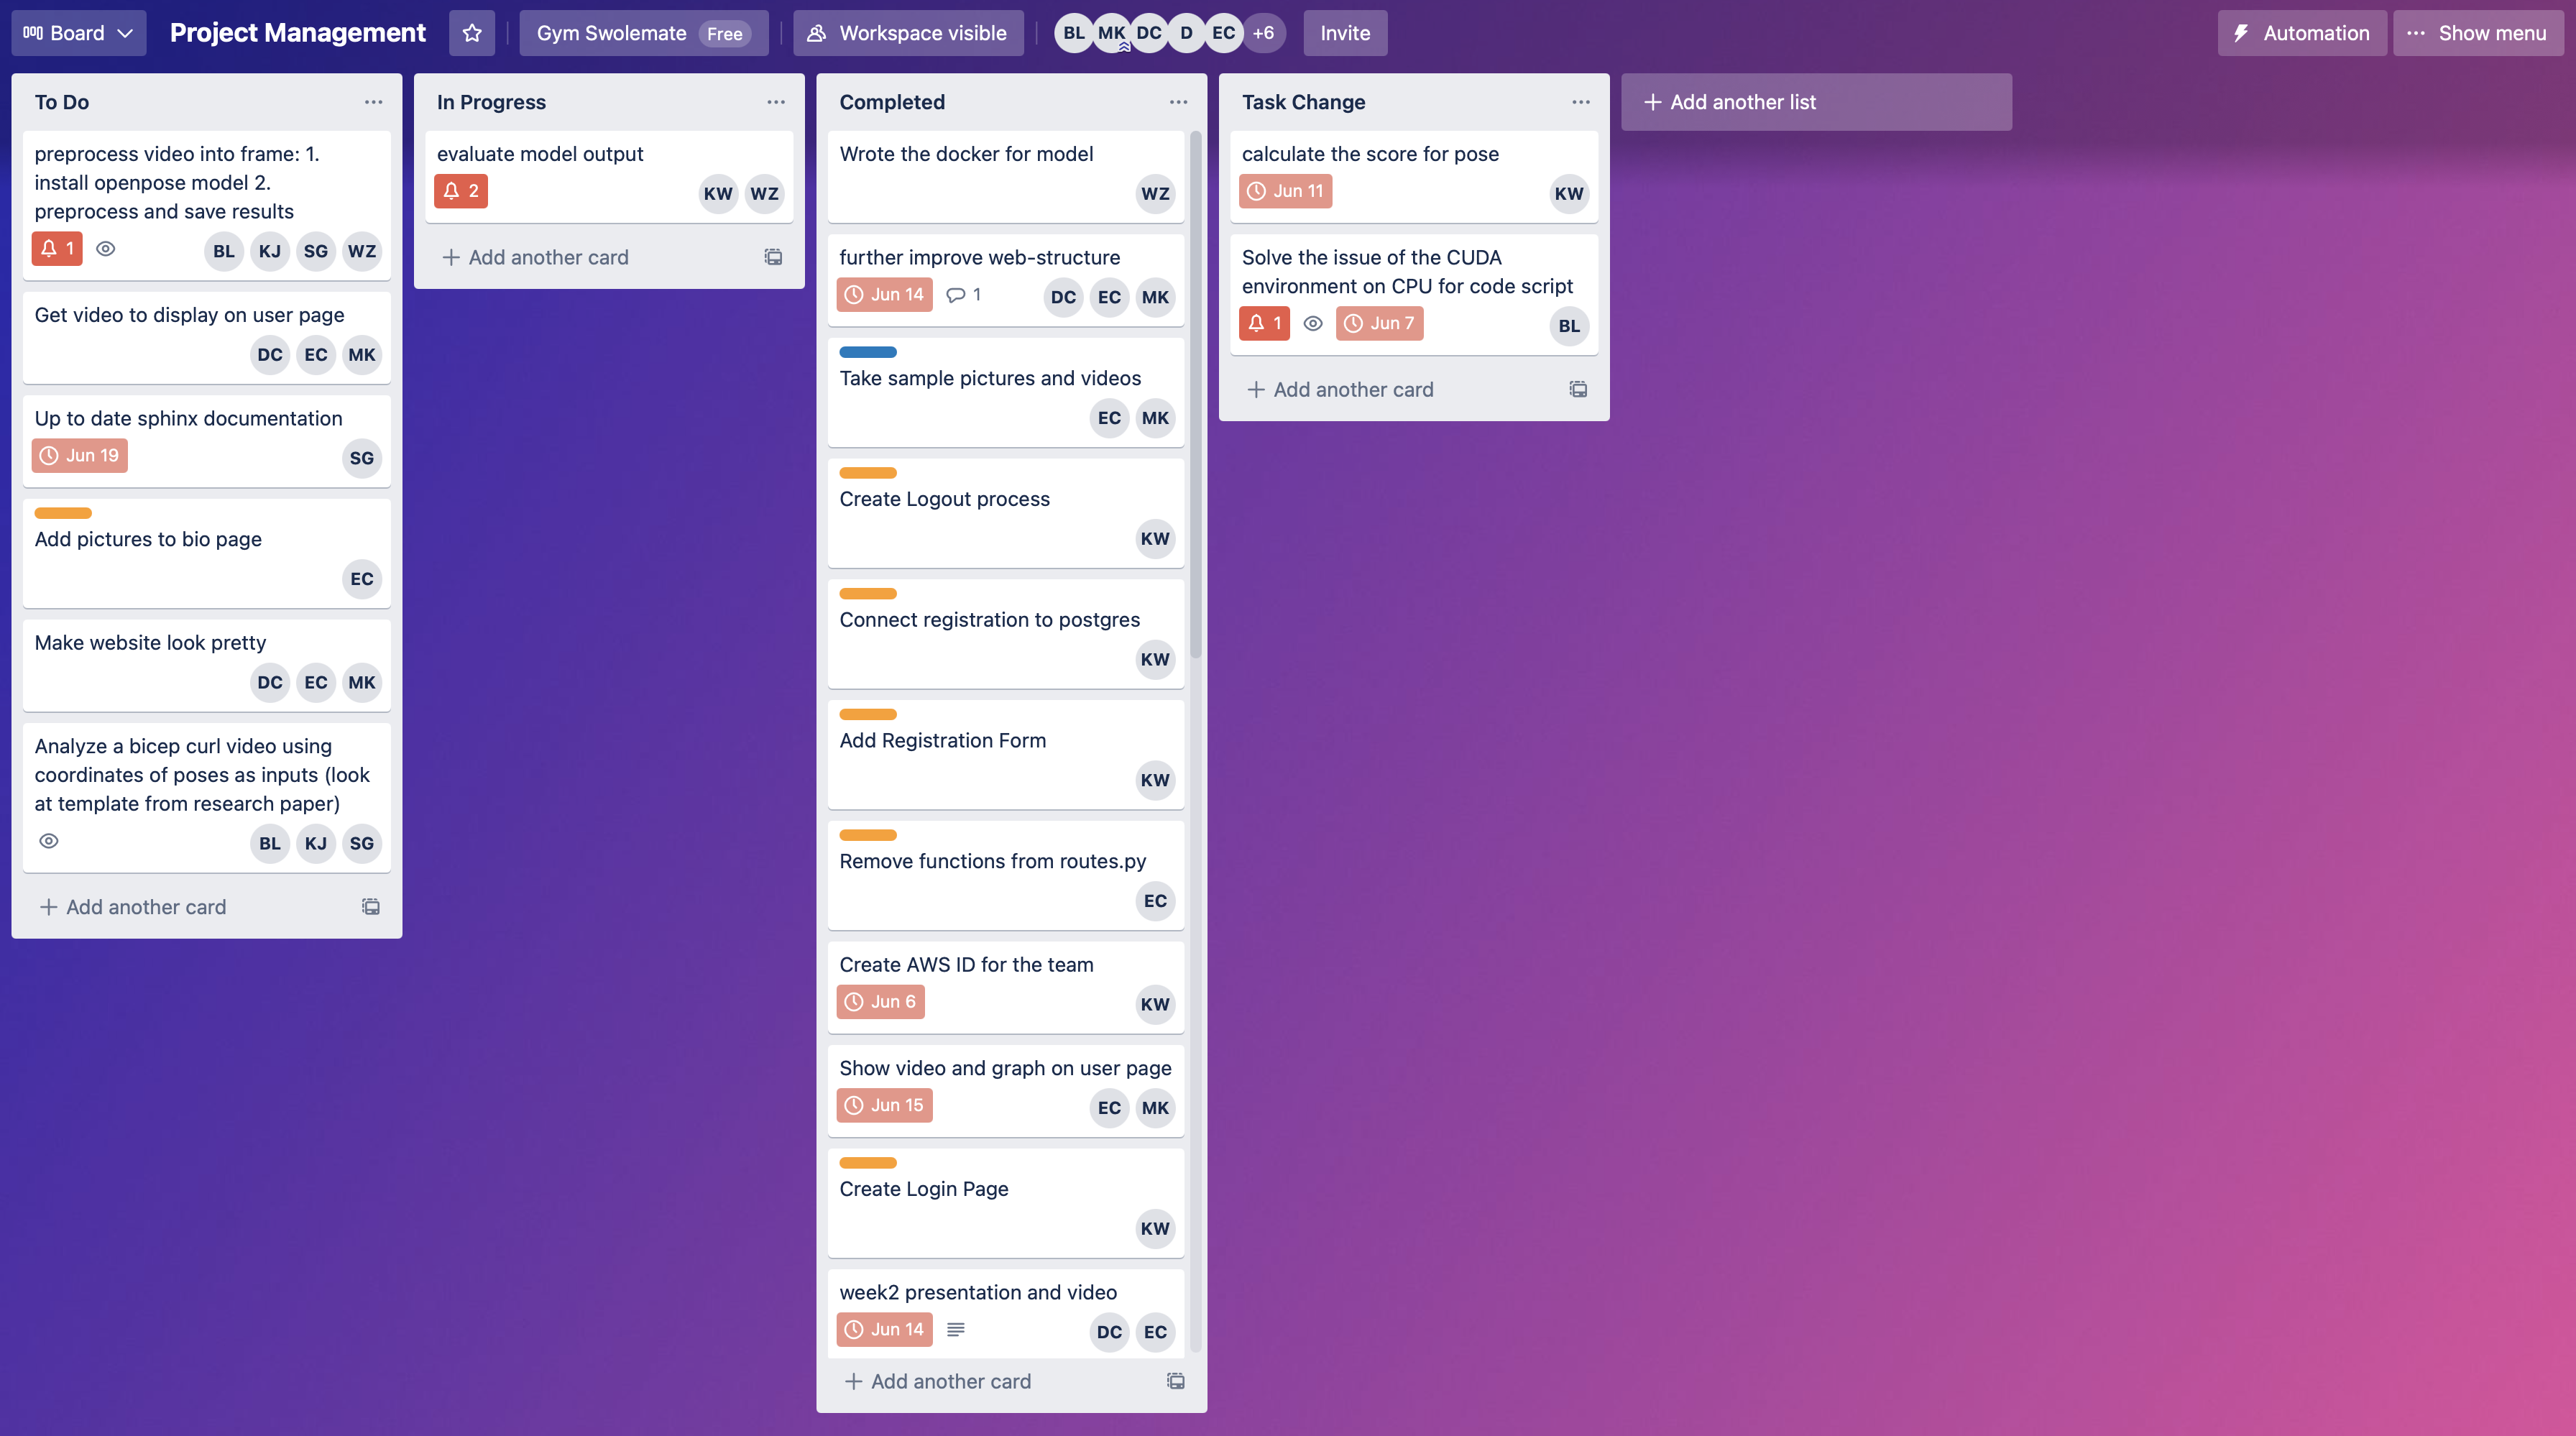 Board
Project Management
Gym Swolemate Free
Workspace visible
BL MK DC D EC +6
Invite
Automation
Show menu
To Do
preprocess video into frame: 1.
install openpose model 2.
preprocess and save results
1 BL KJ SG WZ
Get video to display on user page
DC EC MK
Up to date sphinx documentation
Jun 19 SG
Add pictures to bio page
EC
Make website look pretty
DC EC MK
Analyze a bicep curl video using
coordinates of poses as inputs (look
at template from research paper)
BL KJ SG
Add another card
In Progress
evaluate model output
2 KW WZ
Add another card
Completed
Wrote the docker for model
WZ
further improve web-structure
Jun 14 1 DC EC MK
Take sample pictures and videos
EC MK
Create Logout process
KW
Connect registration to postgres
KW
Add Registration Form
KW
Remove functions from routes.py
EC
Create AWS ID for the team
Jun 6 KW
Show video and graph on user page
Jun 15 EC MK
Create Login Page
KW
week2 presentation and video
Jun 14 DC EC
Add another card
Task Change
calculate the score for pose
Jun 11 KW
Solve the issue of the CUDA
environment on CPU for code script
1 Jun 7 BL
Add another card
Add another list